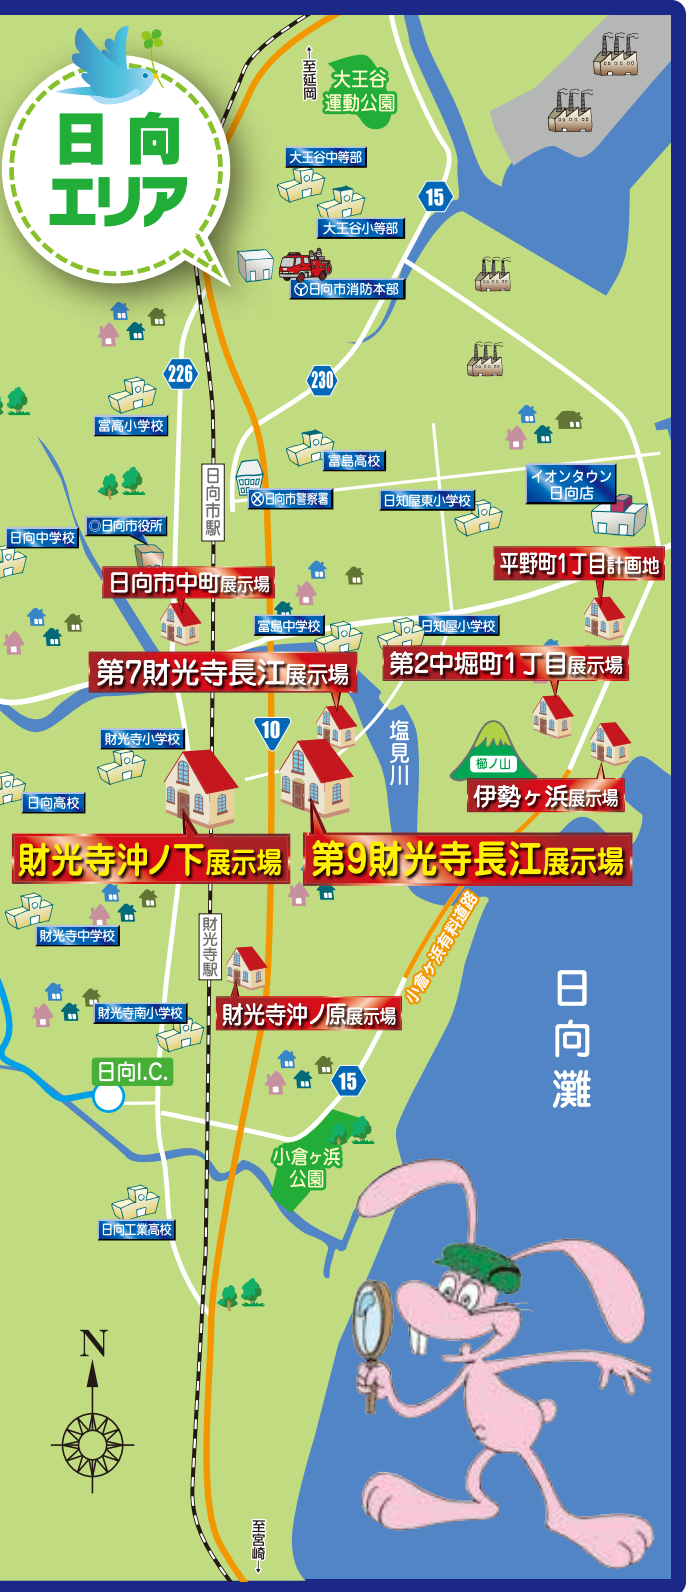 日向
エリア
↑至延岡
大王谷
運動公園
大王谷中等部
大王谷小等部
15
日向市消防本部
226
230
富高小学校
富島高校
日向市駅
日向市警察署
日知屋東小学校
イオンタウン
日向店
日向中学校
◎日向市役所
日向市中町展示場
平野町1丁目計画地
富島中学校
日知屋小学校
第7財光寺長江展示場
第2中堀町1丁目展示場
10
塩見川
財光寺小学校
櫛ノ山
日向高校
伊勢ヶ浜展示場
財光寺沖ノ下展示場
第9財光寺長江展示場
財光寺中学校
財光寺駅
小倉ヶ浜有料道路
日向灘
財光寺沖ノ原展示場
財光寺南小学校
日向I.C.
15
小倉ヶ浜
公園
日向工業高校
N
至宮崎↓